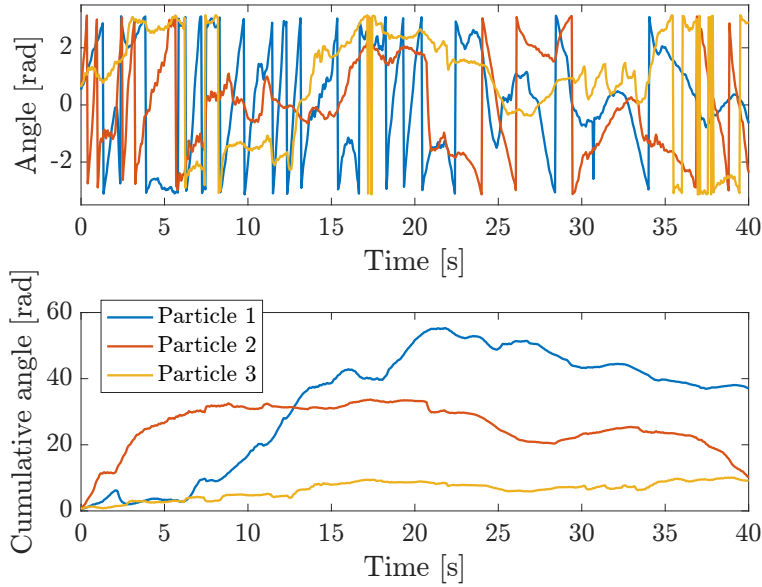 Angle [rad]
2
0
-2
0 5 10 15 20 25 30 35 40
Time [s]
Cumulative angle [rad]
60
40
20
0
Particle 1
Particle 2
Particle 3
0 5 10 15 20 25 30 35 40
Time [s]